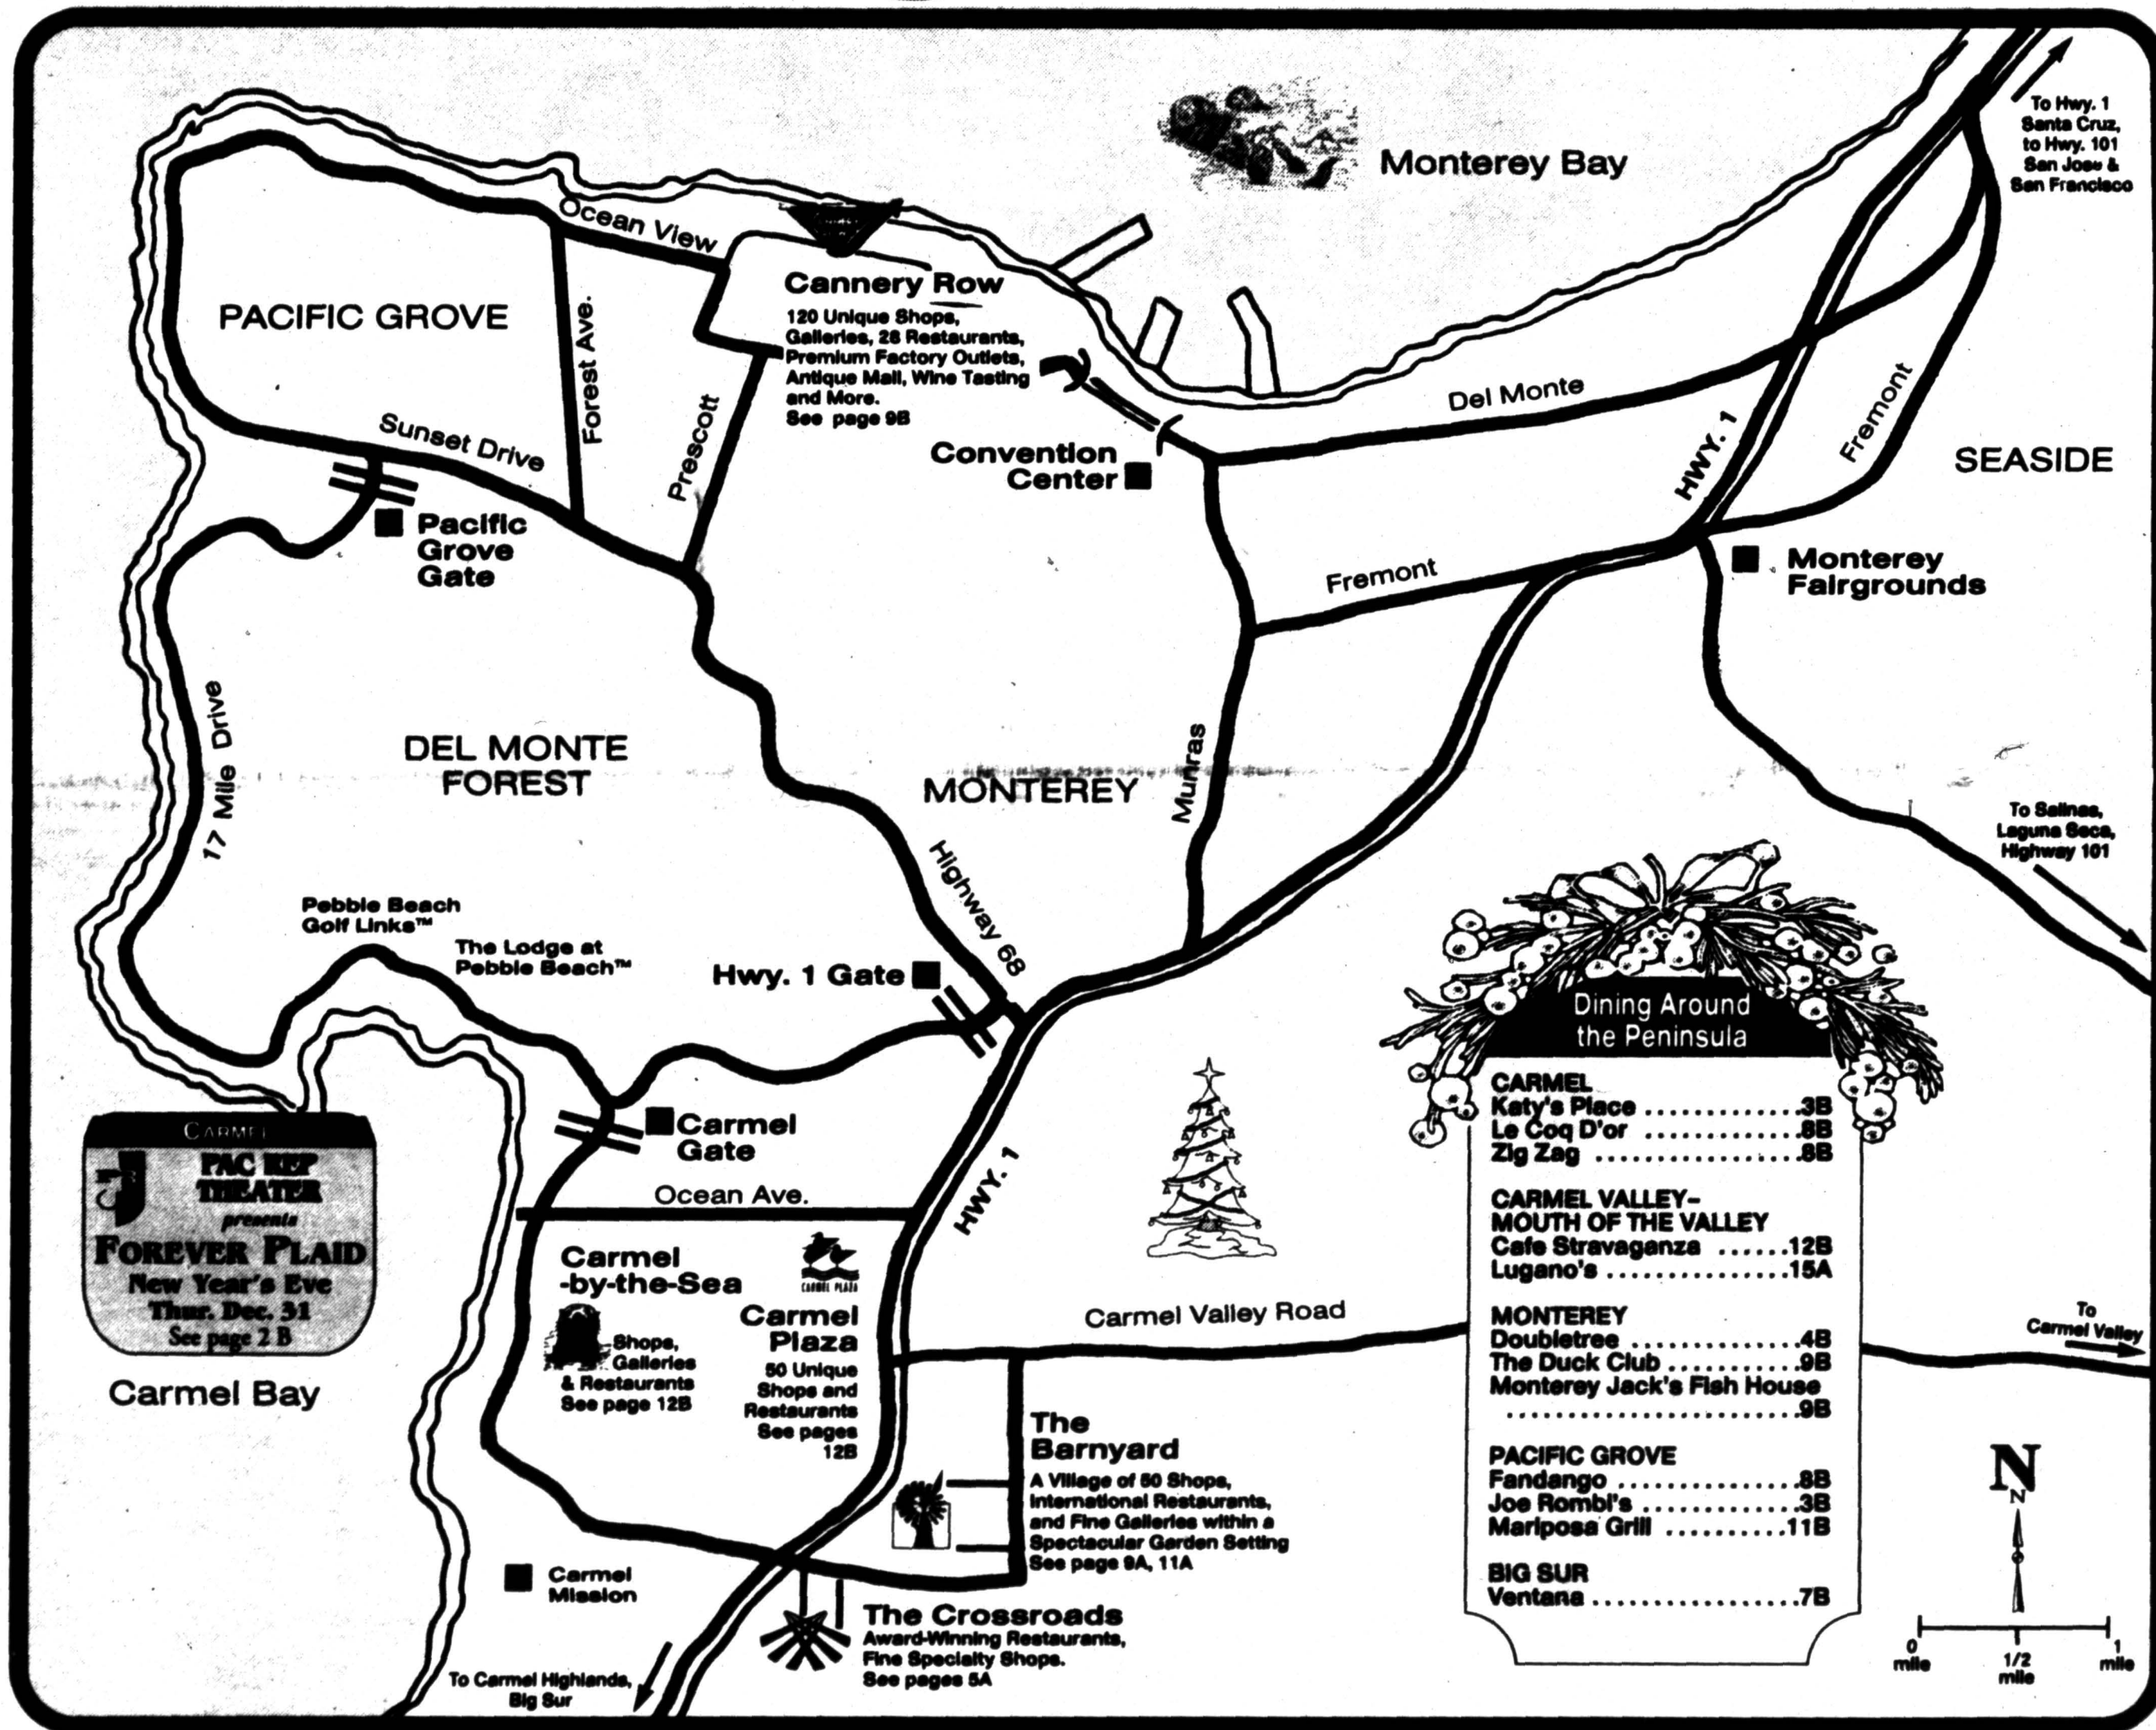 Monterey Bay
To Hwy. 1
Santa Cruz,
to Hwy. 101
San Jose &
San Francisco
Ocean View
PACIFIC GROVE
Forest Ave.
Cannery Row
120 Unique Shops,
Galleries, 28 Restaurants,
Premium Factory Outlets,
Antique Mall, Wine Tasting
and More.
See page 9B
Prescott
Sunset Drive
Del Monte
HWY. 1
Fremont
SEASIDE
Convention
Center
Pacific
Grove
Gate
Fremont
Monterey
Fairgrounds
17 Mile Drive
DEL MONTE
FOREST
MONTEREY
Munras
Highway 68
To Salinas,
Laguna Seca,
Highway 101
Pebble Beach
Golf Links™
The Lodge at
Pebble Beach™
Hwy. 1 Gate
Carmel
Gate
Ocean Ave.
HWY. 1
CARMEL
PAC REP
THEATER
presents
FOREVER PLAID
New Year's Eve
Thur. Dec. 31
See page 2 B
Carmel Bay
Carmel
-by-the-Sea
Shops,
Galleries
& Restaurants
See page 12B
CARMEL PLAZA
Carmel
Plaza
50 Unique
Shops and
Restaurants
See pages
12B
Carmel Valley Road
To
Carmel Valley
The
Barnyard
A Village of 50 Shops,
International Restaurants,
and Fine Galleries within a
Spectacular Garden Setting
See page 9A, 11A
Carmel
Mission
The Crossroads
Award-Winning Restaurants,
Fine Specialty Shops.
See pages 5A
To Carmel Highlands,
Big Sur
Dining Around
the Peninsula
CARMEL
Katy's Place .............3B
Le Coq D'or .............8B
Zig Zag .................8B
CARMEL VALLEY-
MOUTH OF THE VALLEY
Cafe Stravaganza ......12B
Lugano's ...............15A
MONTEREY
Doubletree ..............4B
The Duck Club ...........9B
Monterey Jack's Fish House
.........................9B
PACIFIC GROVE
Fandango ...............8B
Joe Rombi's .............3B
Mariposa Grill ..........11B
BIG SUR
Ventana ..................7B
N
N
0
mile
1/2
mile
1
mile